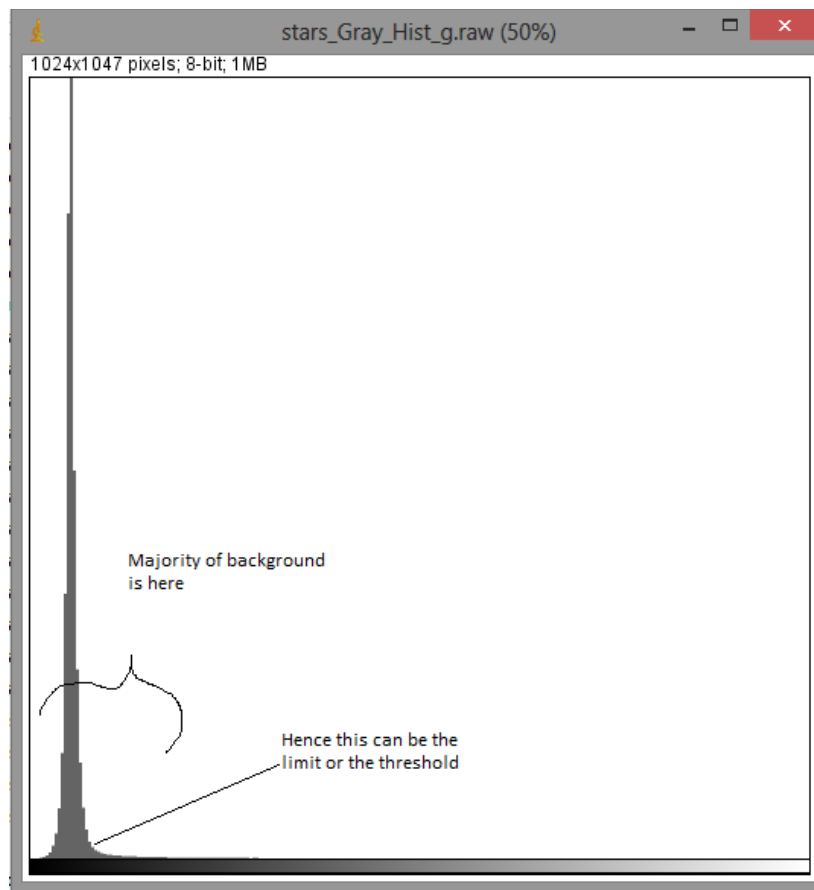 stars_Gray_Hist_g.raw (50%)
1024x1047 pixels; 8-bit; 1MB
Majority of background
is here
Hence this can be the
limit or the threshold